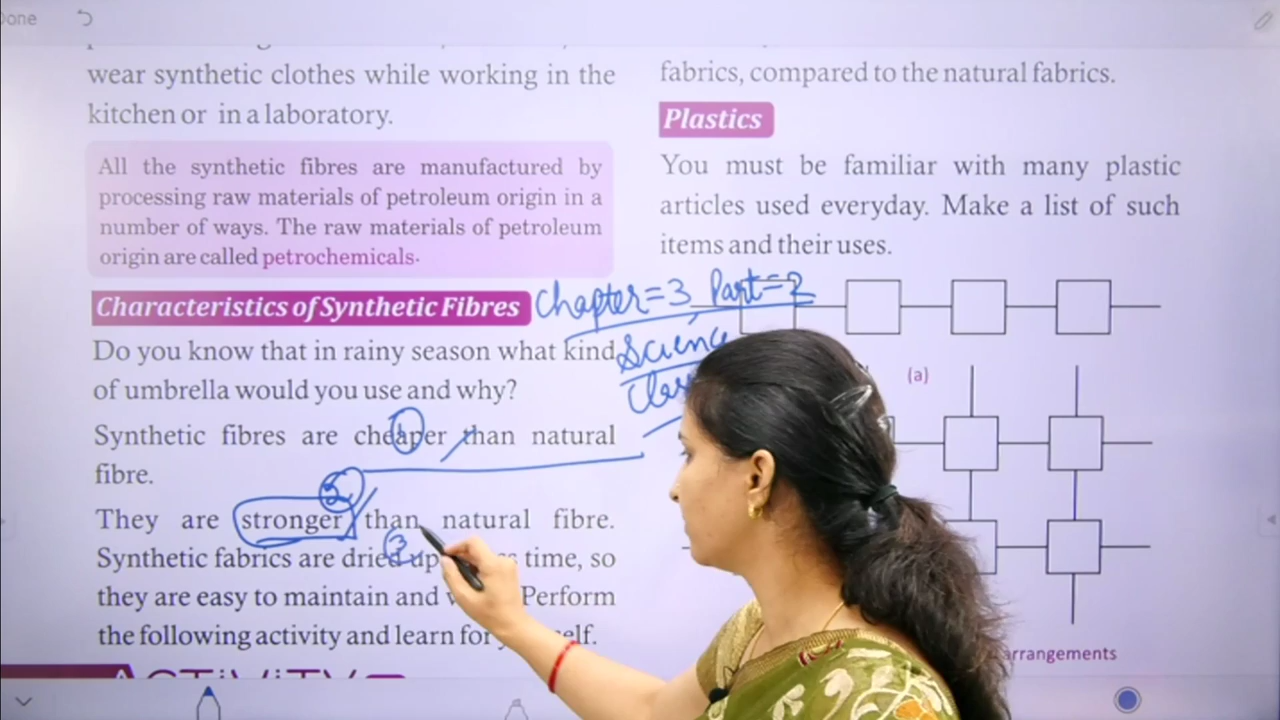 Done
wear synthetic clothes while working in the
kitchen or in a laboratory.
All the synthetic fibres are manufactured by
processing raw materials of petroleum origin in a
number of ways. The raw materials of petroleum
origin are called petrochemicals.
Characteristics of Synthetic Fibres
Do you know that in rainy season what kind
of umbrella would you use and why?
Synthetic fibres are cheaper than natural
fibre.
They are stronger than natural fibre.
Synthetic fabrics are dried up time, so
they are easy to maintain and Perform
the following activity and learn for
ACTiViTY
Chapter=3, Part=2
Science
1
2
3
fabrics, compared to the natural fabrics.
Plastics
You must be familiar with many plastic
articles used everyday. Make a list of such
items and their uses.
(a)
arrangements